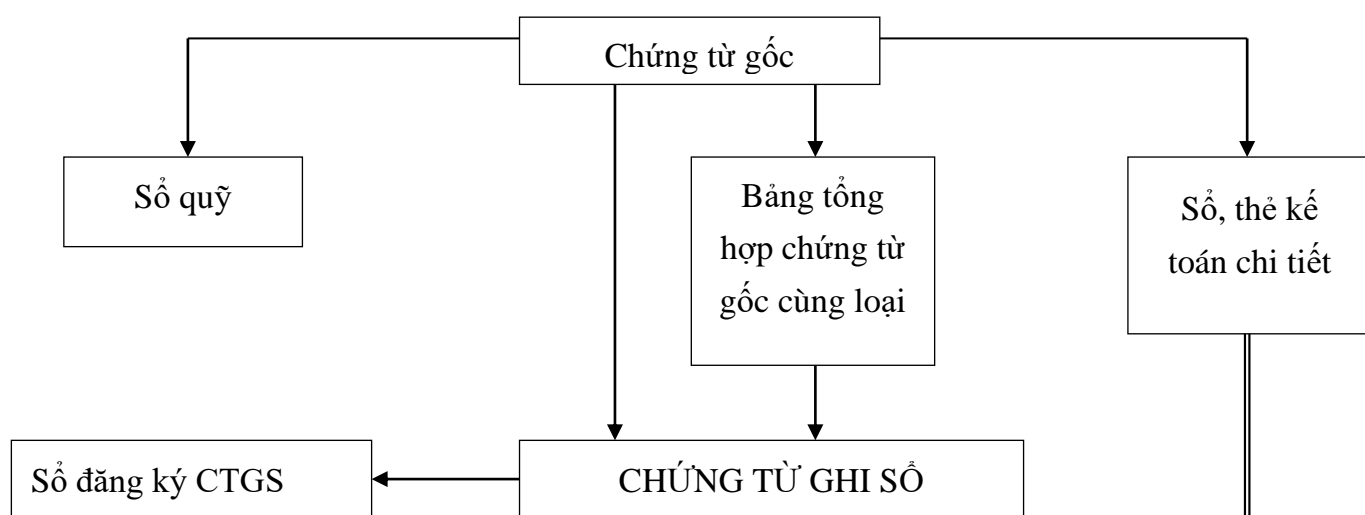 Chứng từ gốc
Sổ quỹ
Bảng tổng
hợp chứng từ
gốc cùng loại
Sổ, thẻ kế
toán chi tiết
Sổ đăng ký CTGS
CHỨNG TỪ GHI SỔ